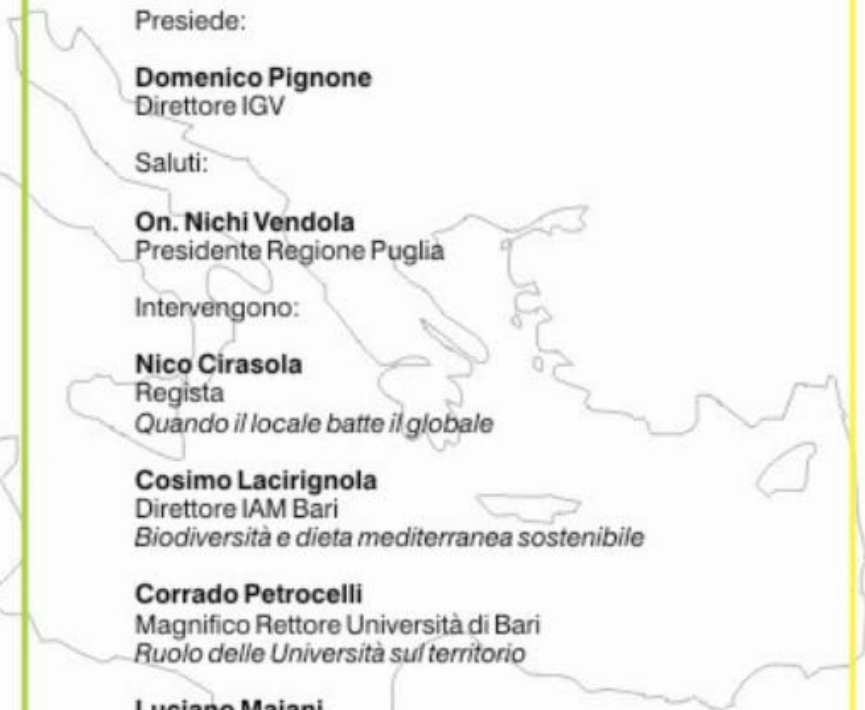 Presiede:
Domenico Pignone
Direttore IGV
Saluti:
On. Nichi Vendola
Presidente Regione Puglia
Intervengono:
Nico Cirasola
Regista
Quando il locale batte il globale
Cosimo Lacirignola
Direttore IAM Bari
Biodiversità e dieta mediterranea sostenibile
Corrado Petrocelli
Magnifico Rettore Università di Bari
Ruolo delle Università sul territorio
Luciano Maiani